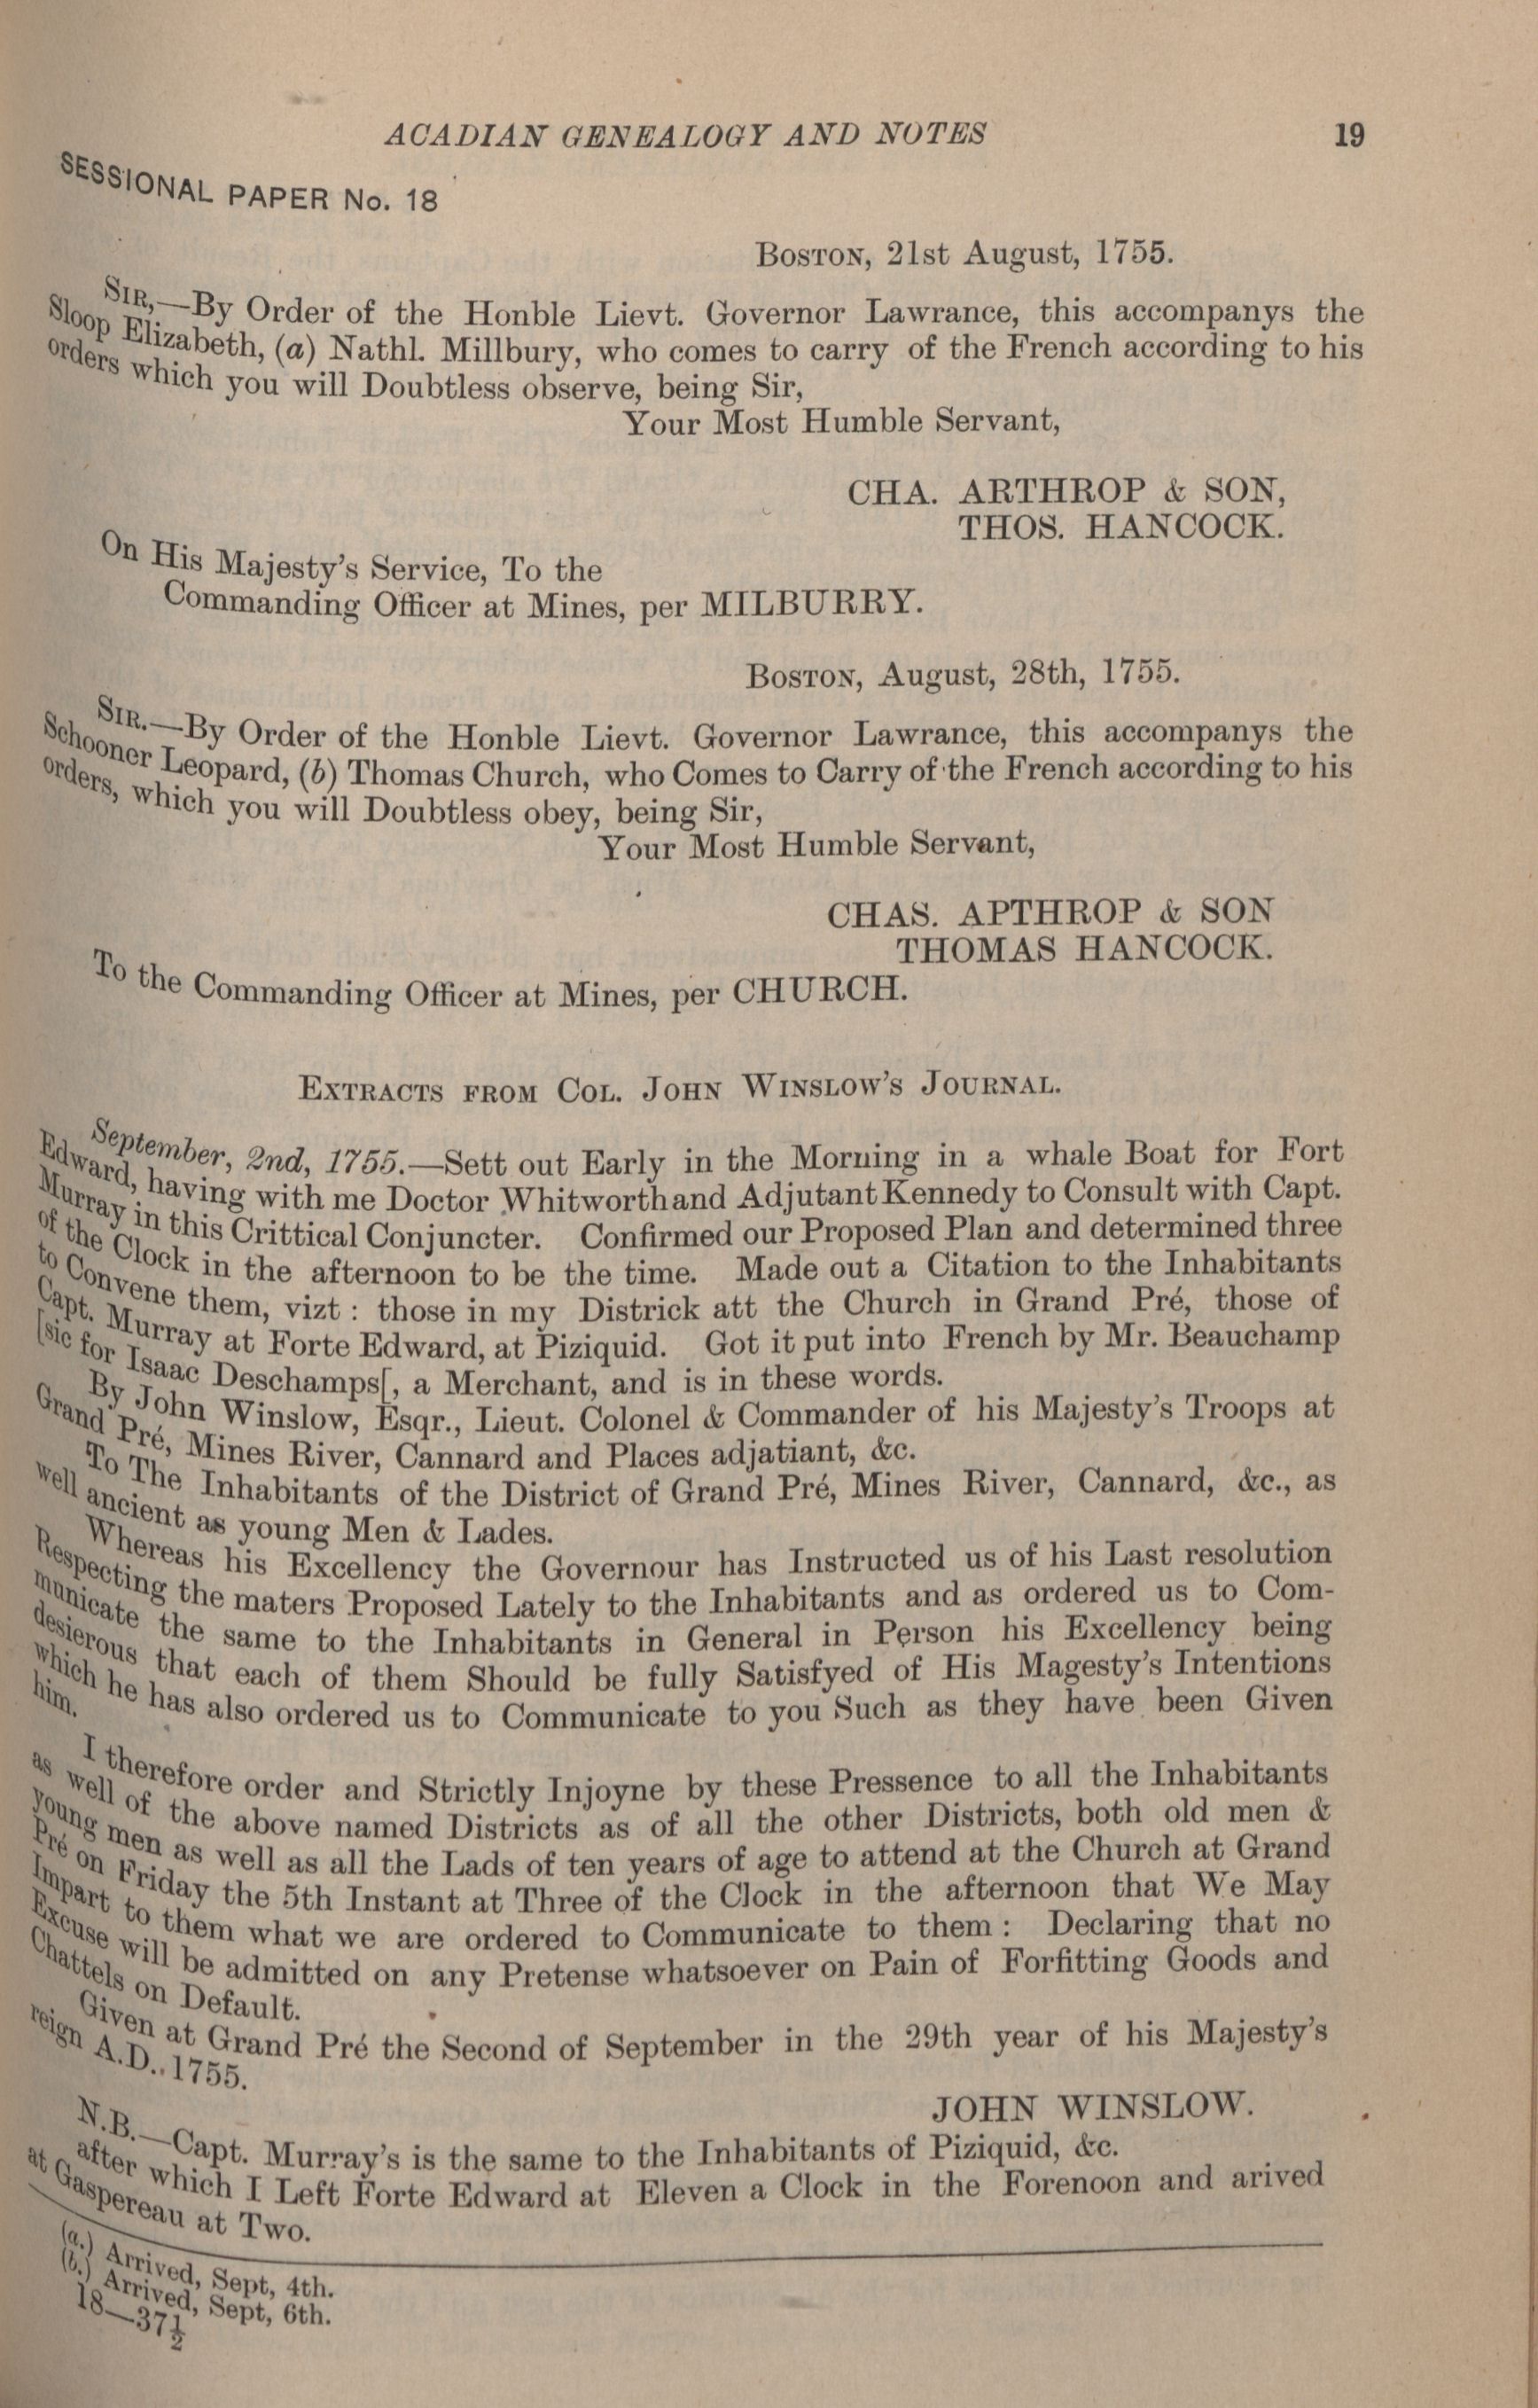 ACADIAN GENEALOGY AND NOTES 19
SESSIONAL PAPER No. 18
BOSTON, 21st August, 1755.
SIR,—By Order of the Honble Lievt. Governor Lawrance, this accompanys the
Sloop Elizabeth, (a) Nathl. Millbury, who comes to carry of the French according to his
orders which you will Doubtless observe, being Sir,
Your Most Humble Servant,
CHA. ARTHROP & SON,
THOS. HANCOCK.
On His Majesty's Service, To the
Commanding Officer at Mines, per MILBURRY.
BOSTON, August, 28th, 1755.
SIR.—By Order of the Honble Lievt. Governor Lawrance, this accompanys the
Schooner Leopard, (b) Thomas Church, who Comes to Carry of the French according to his
orders, which you will Doubtless obey, being Sir,
Your Most Humble Servant,
CHAS. APTHROP & SON
THOMAS HANCOCK.
To the Commanding Officer at Mines, per CHURCH.
EXTRACTS FROM COL. JOHN WINSLOW'S JOURNAL.
September, 2nd, 1755.—Sett out Early in the Morning in a whale Boat for Fort
Edward, having with me Doctor Whitworth and Adjutant Kennedy to Consult with Capt.
Murray in this Crittical Conjuncter. Confirmed our Proposed Plan and determined three
of the Clock in the afternoon to be the time. Made out a Citation to the Inhabitants
to Convene them, vizt : those in my Districk att the Church in Grand Pré, those of
Capt. Murray at Forte Edward, at Piziquid. Got it put into French by Mr. Beauchamp
[sic for Isaac Deschamps[, a Merchant, and is in these words.
By John Winslow, Esqr., Lieut. Colonel & Commander of his Majesty's Troops at
Grand Pré, Mines River, Cannard and Places adjatiant, &c.
To The Inhabitants of the District of Grand Pré, Mines River, Cannard, &c., as
well ancient as young Men & Lades.
Whereas his Excellency the Governour has Instructed us of his Last resolution
Respecting the maters Proposed Lately to the Inhabitants and as ordered us to Com-
municate the same to the Inhabitants in General in Person his Excellency being
desierous that each of them Should be fully Satisfyed of His Magesty's Intentions
which he has also ordered us to Communicate to you Such as they have been Given
him.
I therefore order and Strictly Injoyne by these Pressence to all the Inhabitants
as well of the above named Districts as of all the other Districts, both old men &
young men as well as all the Lads of ten years of age to attend at the Church at Grand
Pré on Friday the 5th Instant at Three of the Clock in the afternoon that We May
Impart to them what we are ordered to Communicate to them : Declaring that no
Excuse will be admitted on any Pretense whatsoever on Pain of Forfitting Goods and
Chattels on Default.
Given at Grand Pré the Second of September in the 29th year of his Majesty's
reign A.D., 1755.
JOHN WINSLOW.
N.B.—Capt. Murray's is the same to the Inhabitants of Piziquid, &c.
after which I Left Forte Edward at Eleven a Clock in the Forenoon and arived
at Gaspereau at Two.
(a.) Arrived, Sept, 4th.
(b.) Arrived, Sept, 6th.
18—37½